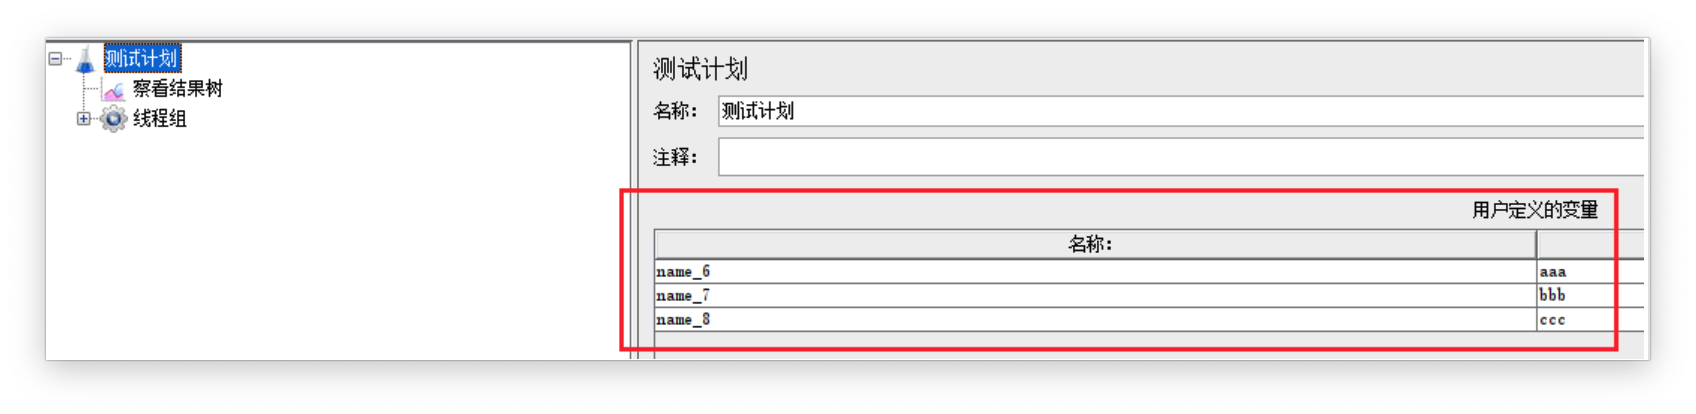 测试计划
察看结果树
线程组
测试计划
名称: 测试计划
注释:
用户定义的变量
名称:
name_6 aaa
name_7 bbb
name_8 ccc